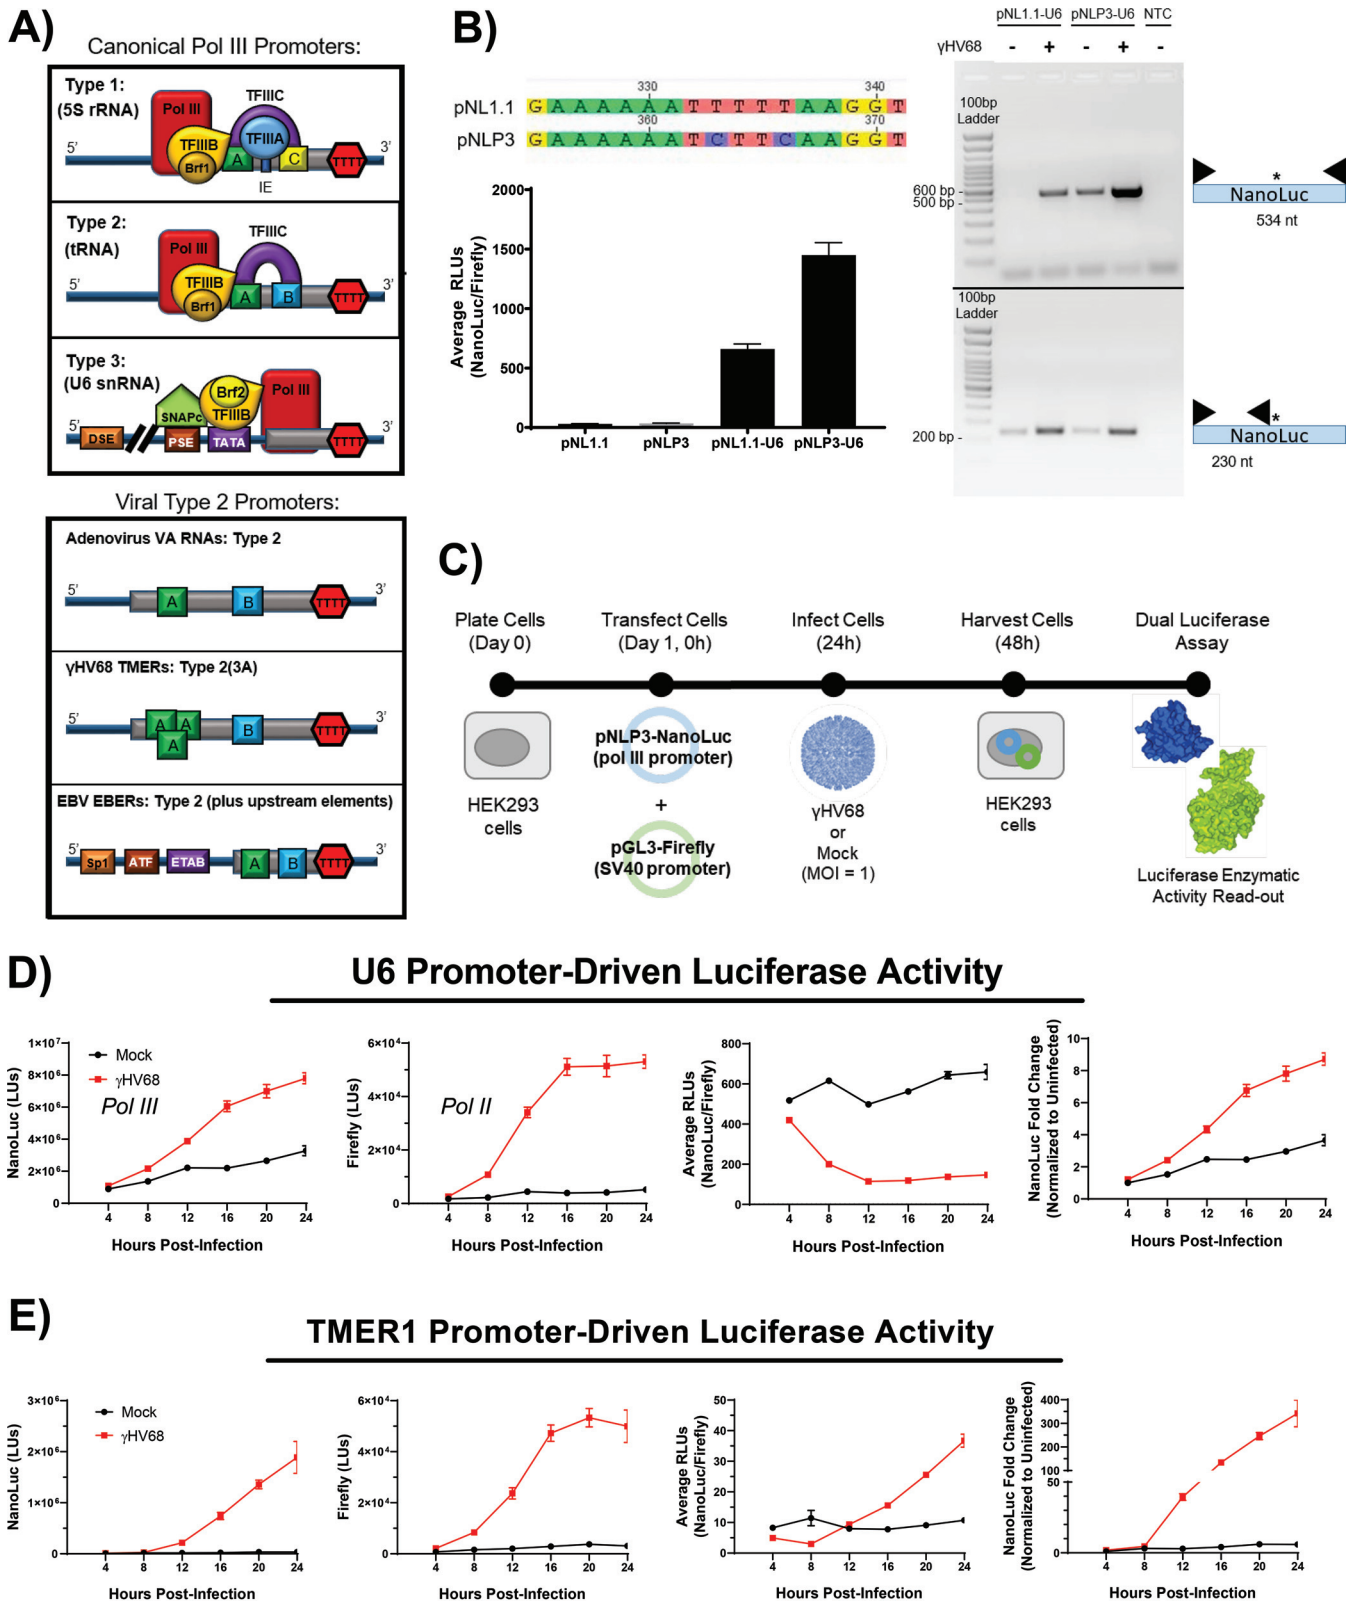 A)
Canonical Pol III Promoters:
Type 1:
(5S rRNA)
Pol III
TFIIIC
TFIIIA
TFIIIB
Brf1
A
C
TTTT
5'
3'
IE
Type 2:
(tRNA)
Pol III
TFIIIC
TFIIIB
Brf1
A
B
TTTT
5'
3'
Type 3:
(U6 snRNA)
Brf2
TFIIIB
Pol III
SNAPc
5'
3'
DSE
PSE
TATA
TTTT
Viral Type 2 Promoters:
Adenovirus VA RNAs: Type 2
5'
3'
A
B
TTTT
γHV68 TMERs: Type 2(3A)
5'
3'
A
A
A
B
TTTT
EBV EBERs: Type 2 (plus upstream elements)
5'
3'
Sp1
ATF
ETAB
A
B
TTTT
B)
330
340
pNL1.1
G A A A A A A T T T T T A A G G T
360
370
pNLP3
G A A A A A A T C T T C A A G G T
Average RLUs
(NanoLuc/Firefly)
2000
1500
1000
500
0
pNL1.1
pNLP3
pNL1.1-U6
pNLP3-U6
pNL1.1-U6
pNLP3-U6
NTC
γHV68
-
+
-
+
-
100bp
Ladder
600 bp -
500 bp -
*
NanoLuc
534 nt
100bp
Ladder
200 bp -
*
NanoLuc
230 nt
C)
Plate Cells
(Day 0)
Transfect Cells
(Day 1, 0h)
Infect Cells
(24h)
Harvest Cells
(48h)
Dual Luciferase
Assay
HEK293
cells
pNLP3-NanoLuc
(pol III promoter)
+
pGL3-Firefly
(SV40 promoter)
γHV68
or
Mock
(MOI = 1)
HEK293
cells
Luciferase Enzymatic
Activity Read-out
D)
U6 Promoter-Driven Luciferase Activity
NanoLuc (LUs)
1×10⁷
8×10⁶
6×10⁶
4×10⁶
2×10⁶
0
Mock
γHV68
Pol III
4 8 12 16 20 24
Hours Post-Infection
Firefly (LUs)
6×10⁴
4×10⁴
2×10⁴
0
Pol II
4 8 12 16 20 24
Hours Post-Infection
Average RLUs
(NanoLuc/Firefly)
800
600
400
200
0
4 8 12 16 20 24
Hours Post-Infection
NanoLuc Fold Change
(Normalized to Uninfected)
10
8
6
4
2
0
4 8 12 16 20 24
Hours Post-Infection
E)
TMER1 Promoter-Driven Luciferase Activity
NanoLuc (LUs)
3×10⁶
2×10⁶
1×10⁶
0
Mock
γHV68
4 8 12 16 20 24
Hours Post-Infection
Firefly (LUs)
6×10⁴
4×10⁴
2×10⁴
0
4 8 12 16 20 24
Hours Post-Infection
Average RLUs
(NanoLuc/Firefly)
50
40
30
20
10
0
4 8 12 16 20 24
Hours Post-Infection
NanoLuc Fold Change
(Normalized to Uninfected)
400
300
200
100
50
0
4 8 12 16 20 24
Hours Post-Infection